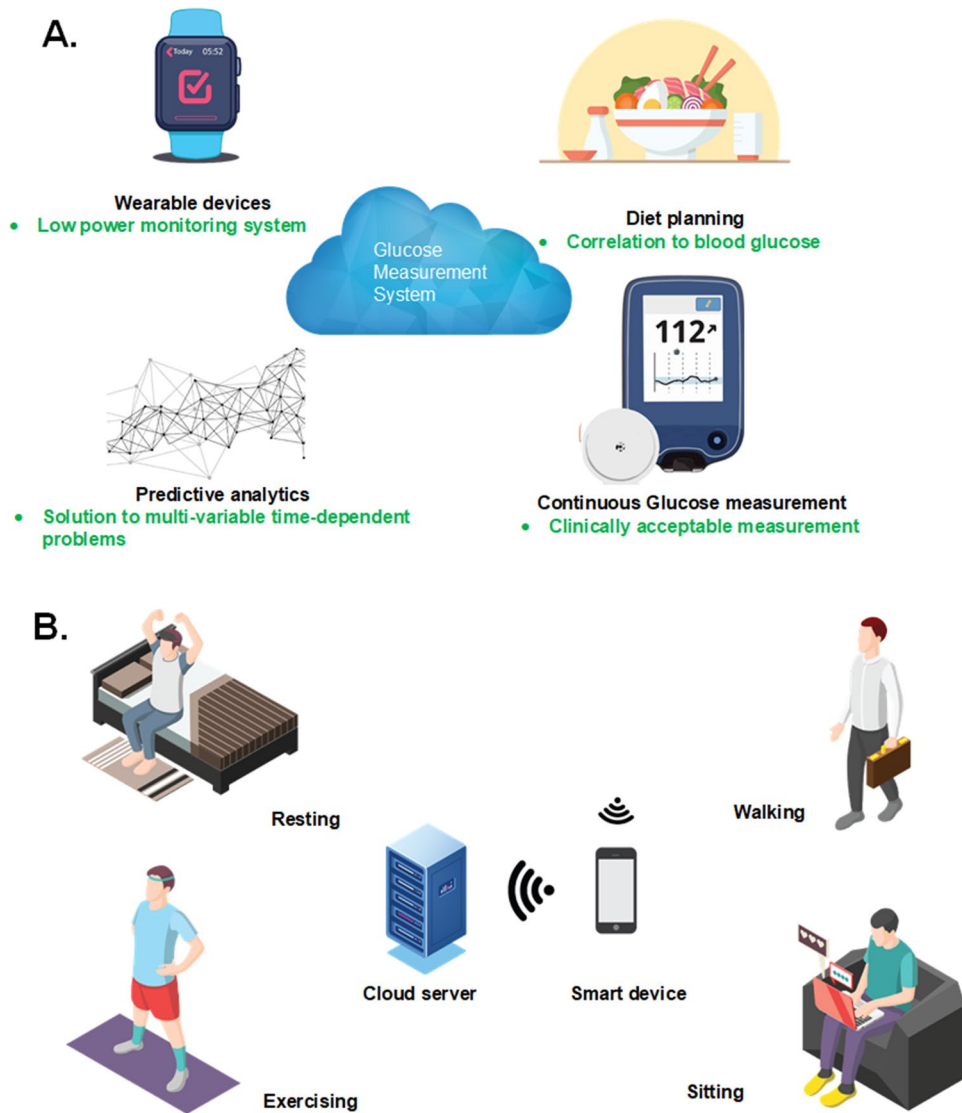 A.
Today 05:52
Wearable devices
• Low power monitoring system
Glucose
Measurement
System
Diet planning
• Correlation to blood glucose
112
Predictive analytics
• Solution to multi-variable time-dependent
problems
Continuous Glucose measurement
• Clinically acceptable measurement
B.
Resting
Walking
Cloud server
Smart device
Exercising
Sitting